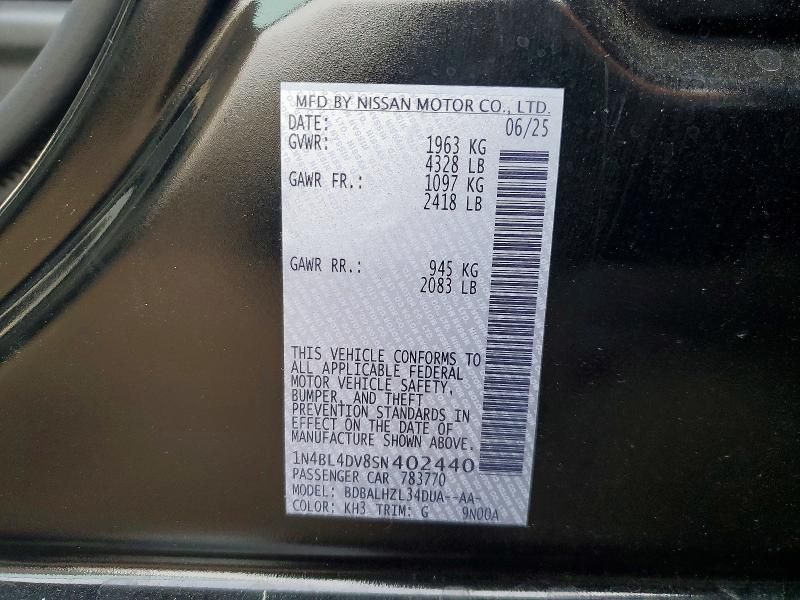 MFD BY NISSAN MOTOR CO., LTD.
DATE: 06/25
GVWR: 1963 KG
4328 LB
GAWR FR.: 1097 KG
2418 LB
GAWR RR.: 945 KG
2083 LB
THIS VEHICLE CONFORMS TO
ALL APPLICABLE FEDERAL
MOTOR VEHICLE SAFETY,
BUMPER, AND THEFT
PREVENTION STANDARDS IN
EFFECT ON THE DATE OF
MANUFACTURE SHOWN ABOVE.
1N4BL4DV8SN402440
PASSENGER CAR 783770
MODEL: BDBALHZL34DUA--AA-
COLOR: KH3 TRIM: G 9N00A